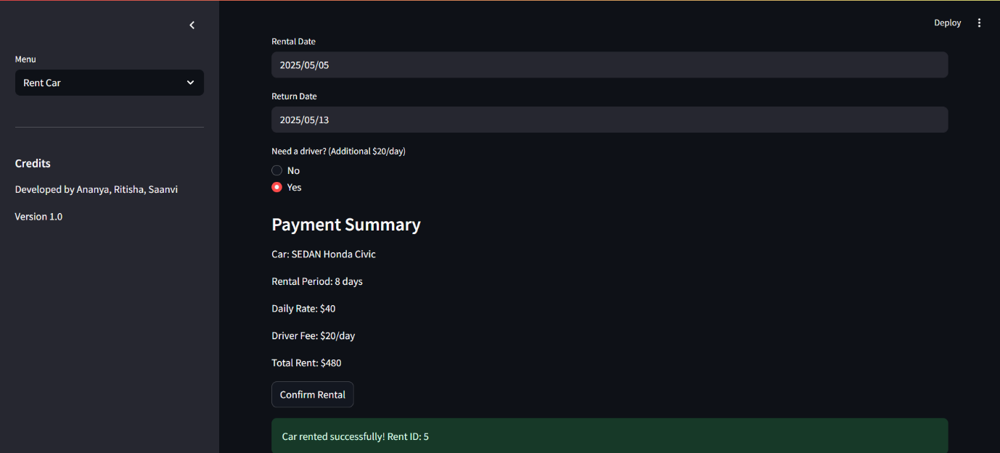 Menu
Rent Car
Credits
Developed by Ananya, Ritisha, Saanvi
Version 1.0
Deploy
Rental Date
2025/05/05
Return Date
2025/05/13
Need a driver? (Additional $20/day)
No
Yes
Payment Summary
Car: SEDAN Honda Civic
Rental Period: 8 days
Daily Rate: $40
Driver Fee: $20/day
Total Rent: $480
Confirm Rental
Car rented successfully! Rent ID: 5